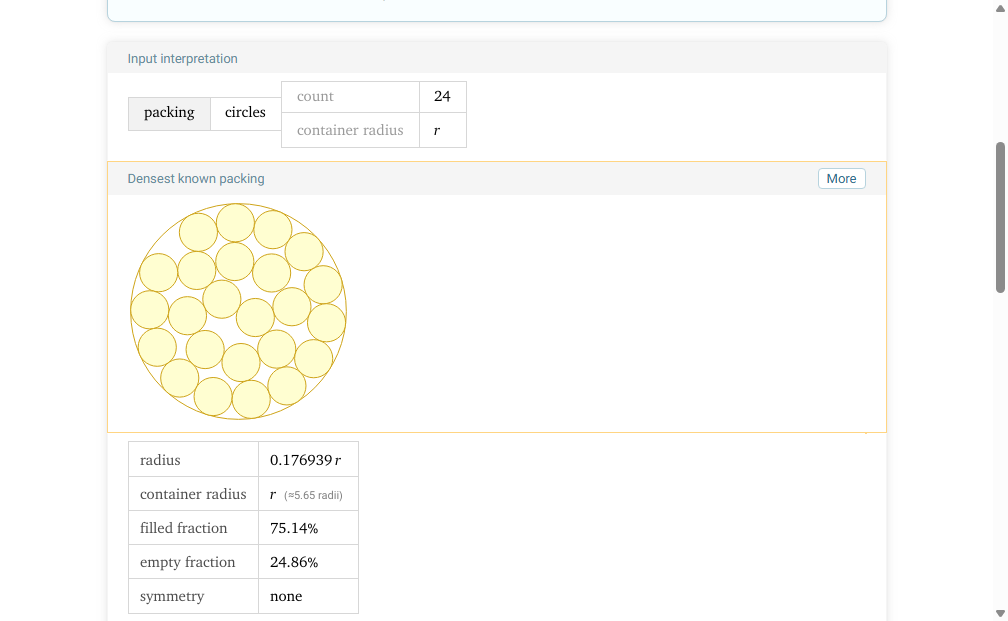 Input interpretation
packing circles count 24
container radius r
Densest known packing More
radius 0.176939 r
container radius r (≈5.65 radii)
filled fraction 75.14%
empty fraction 24.86%
symmetry none